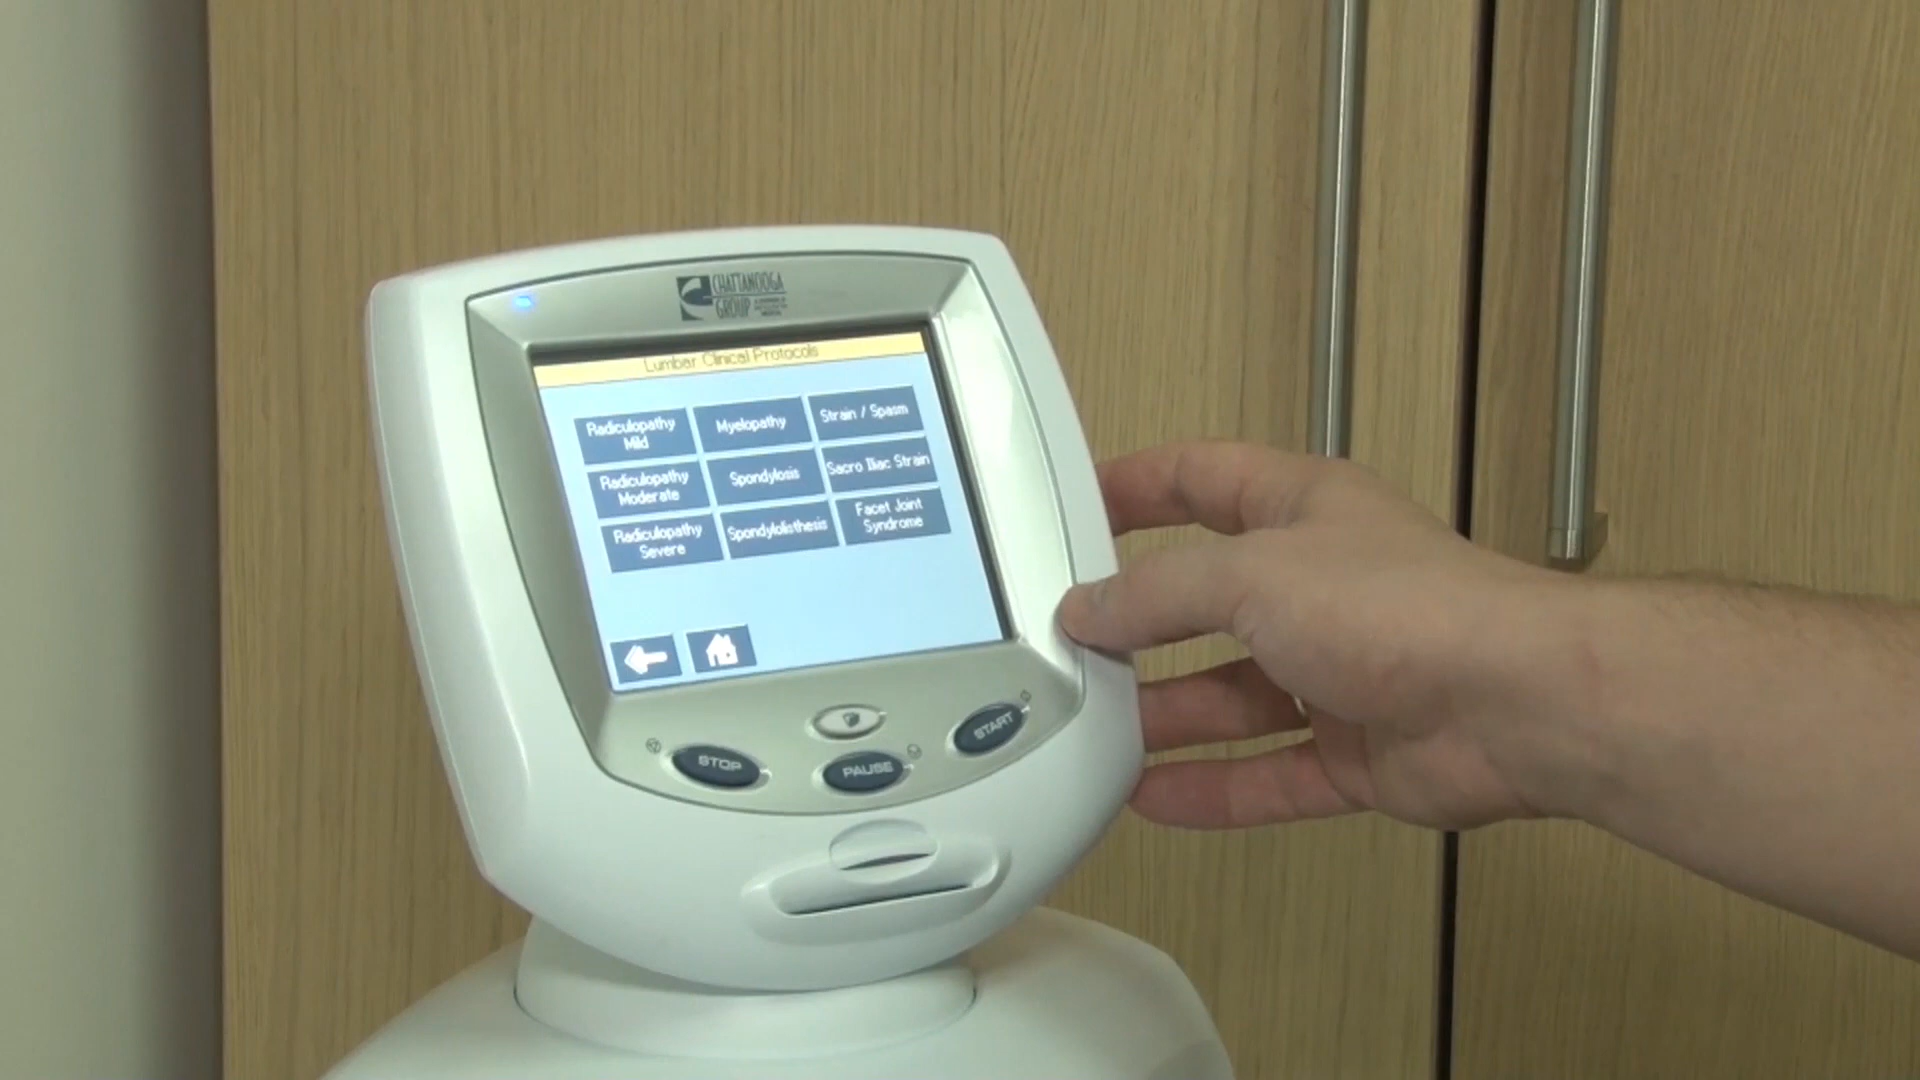 CHATTANOOGA
GROUP
Lumbar Clinical Protocols
Radiculopathy
Mild
Myelopathy
Strain / Spasm
Radiculopathy
Moderate
Spondylosis
Sacro Iliac Strain
Radiculopathy
Severe
Spondylolisthesis
Facet Joint
Syndrome
STOP
PAUSE
START